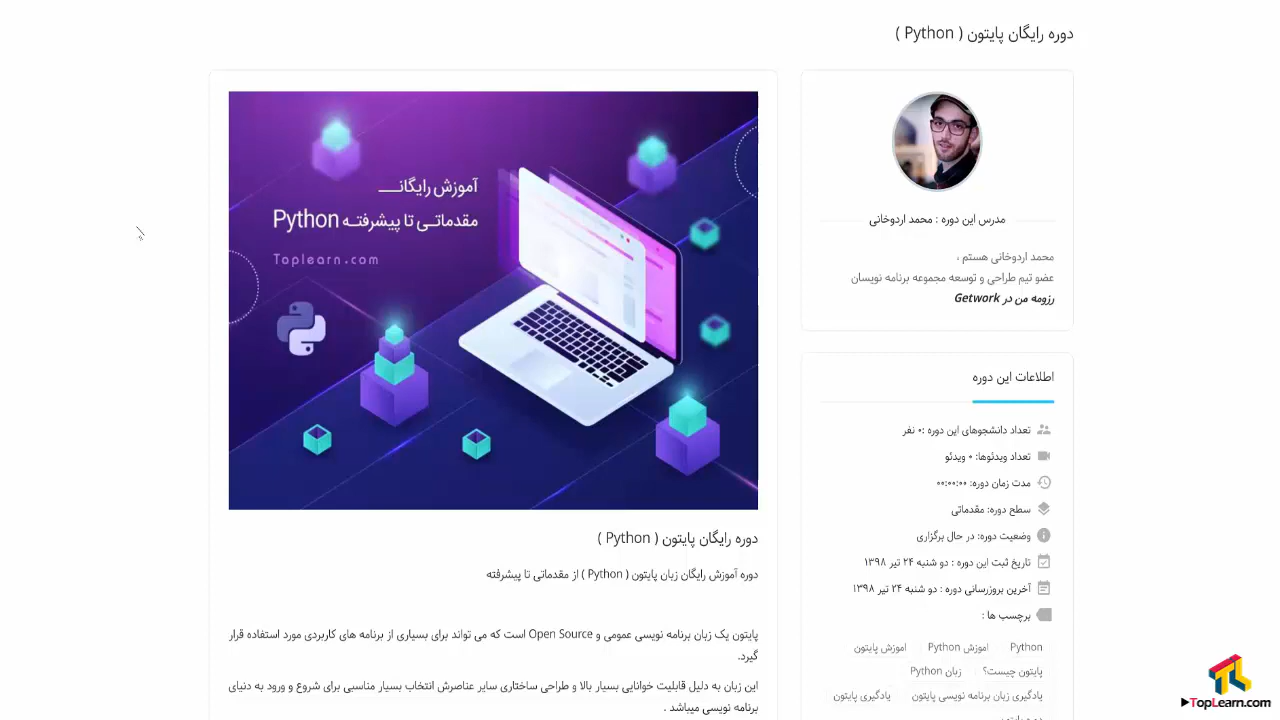 دوره رایگان پایتون ( Python )
آموزش رایگانـــ
مقدماتـی تا پیشرفتـه Python
Toplearn.com
دوره رایگان پایتون ( Python )
دوره آموزش رایگان زبان پایتون ( Python ) از مقدماتی تا پیشرفته
پایتون یک زبان برنامه نویسی عمومی و Open Source است که می تواند برای بسیاری از برنامه های کاربردی مورد استفاده قرار
گیرد.
این زبان به دلیل قابلیت خوانایی بسیار بالا و طراحی ساختاری سایر عناصرش انتخاب بسیار مناسبی برای شروع و ورود به دنیای
برنامه نویسی میباشد .
مدرس این دوره : محمد اردوخانی
محمد اردوخانی هستم ،
عضو تیم طراحی و توسعه مجموعه برنامه نویسان
رزومه من در Getwork
اطلاعات این دوره
تعداد دانشجوهای این دوره :۰ نفر
تعداد ویدئوها: ۰ ویدئو
مدت زمان دوره: ۰۰:۰۰:۰۰
سطح دوره: مقدماتی
وضعیت دوره: در حال برگزاری
تاریخ ثبت این دوره : دو شنبه ۲۴ تیر ۱۳۹۸
آخرین بروزرسانی دوره : دو شنبه ۲۴ تیر ۱۳۹۸
برچسب ها :
Python اموزش Python اموزش پایتون
پایتون چیست؟ زبان Python
یادگیری زبان برنامه نویسی پایتون یادگیری پایتون
TopLearn.com